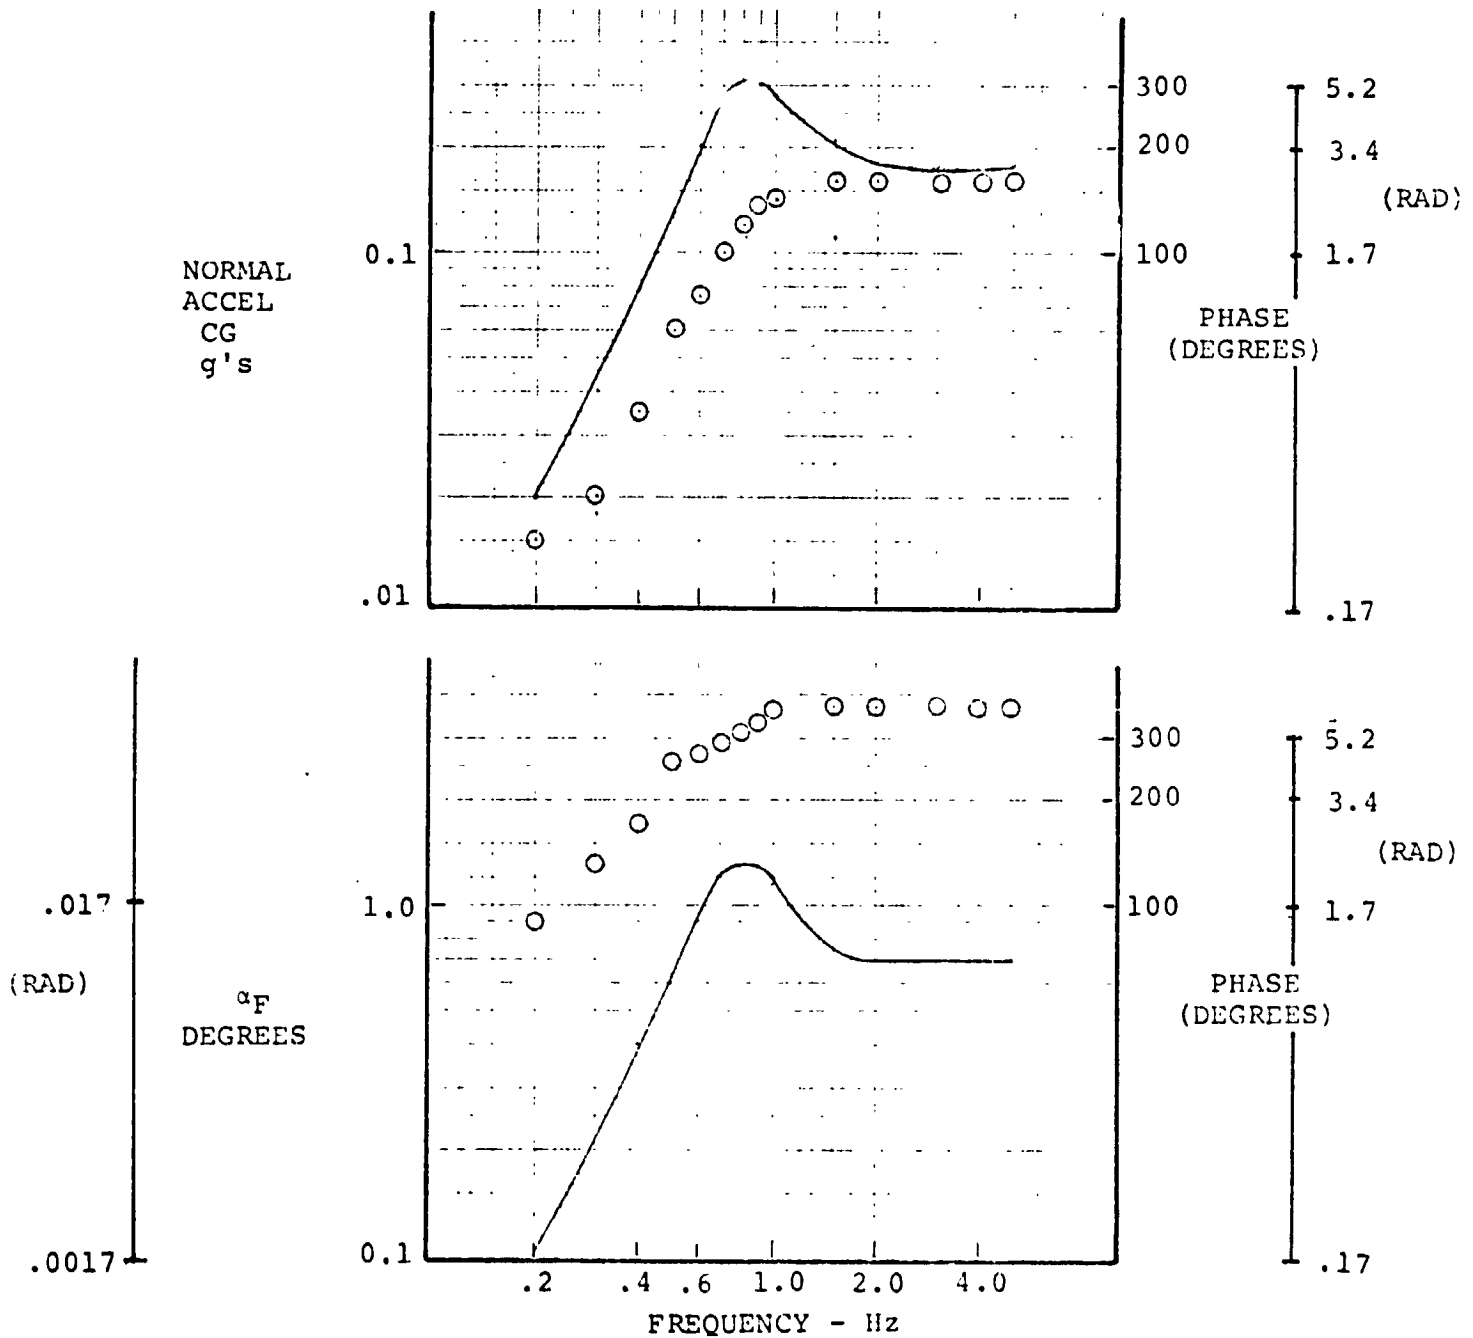 300
5.2
200
3.4
(RAD)
0.1
100
1.7
NORMAL
ACCEL
CG
g's
PHASE
(DEGREES)
.01
.17
300
5.2
200
3.4
(RAD)
.017
1.0
100
1.7
(RAD)
αF
DEGREES
PHASE
(DEGREES)
.0017
0.1
.17
.2 .4 .6 1.0 2.0 4.0
FREQUENCY - Hz